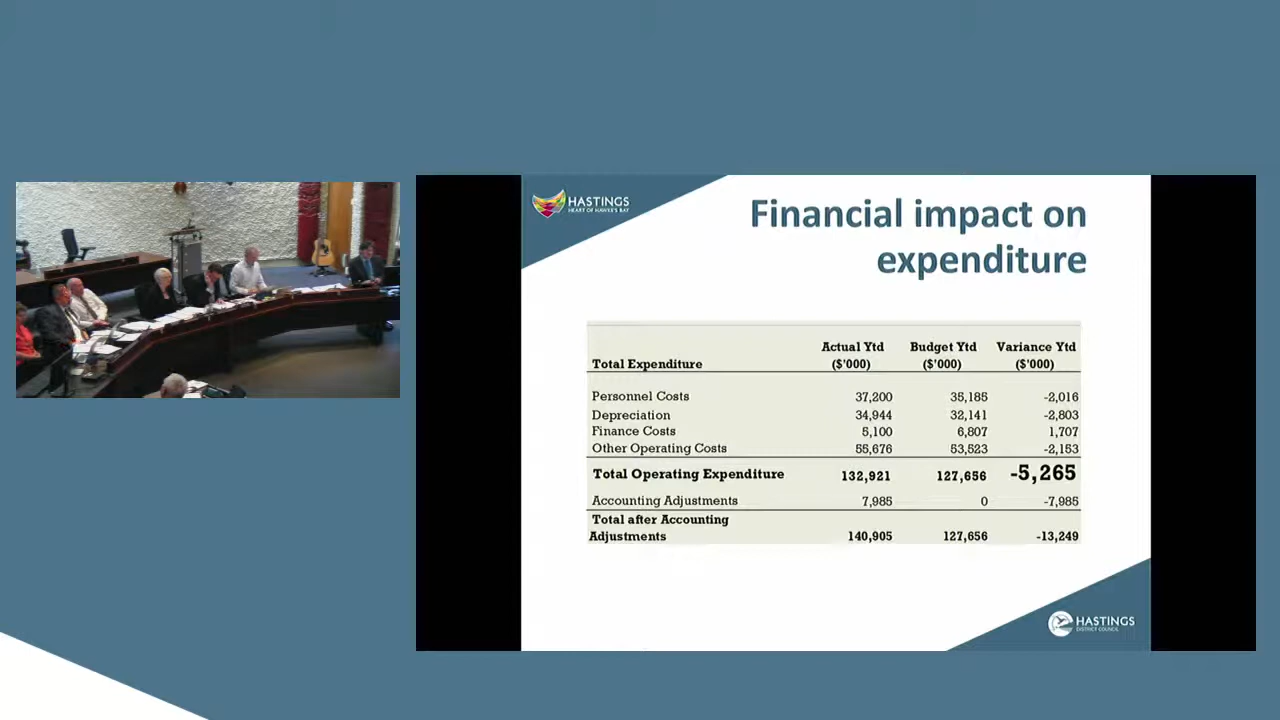 HASTINGS
HEART OF HAWKE'S BAY
Financial impact on
expenditure
Actual Ytd Budget Ytd Variance Ytd
Total Expenditure ($'000) ($'000) ($'000)
Personnel Costs 37,200 35,185 -2,016
Depreciation 34,944 32,141 -2,803
Finance Costs 5,100 6,807 1,707
Other Operating Costs 55,676 53,523 -2,153
Total Operating Expenditure 132,921 127,656 -5,265
Accounting Adjustments 7,985 0 -7,985
Total after Accounting
Adjustments 140,905 127,656 -13,249
HASTINGS
DISTRICT COUNCIL